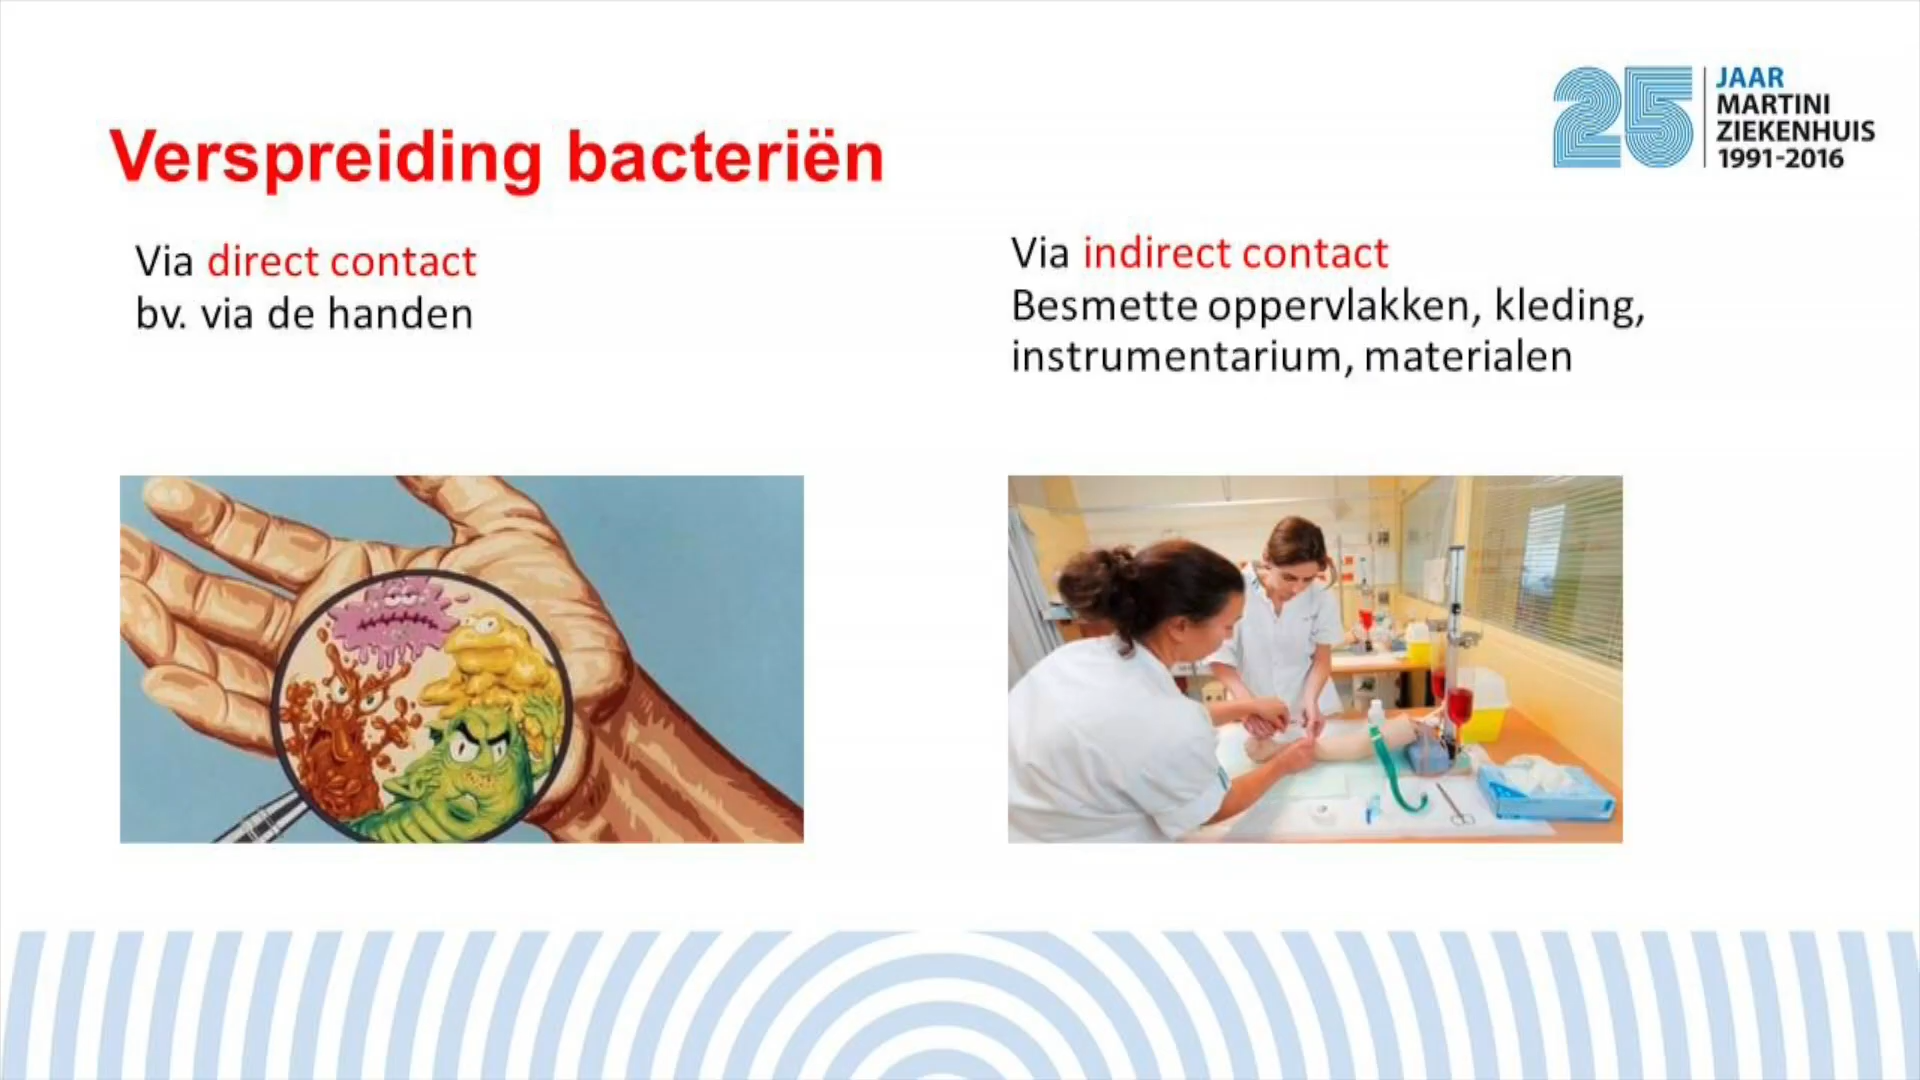 25 JAAR
MARTINI
ZIEKENHUIS
1991-2016
Verspreiding bacteriën
Via direct contact
bv. via de handen
Via indirect contact
Besmette oppervlakken, kleding,
instrumentarium, materialen